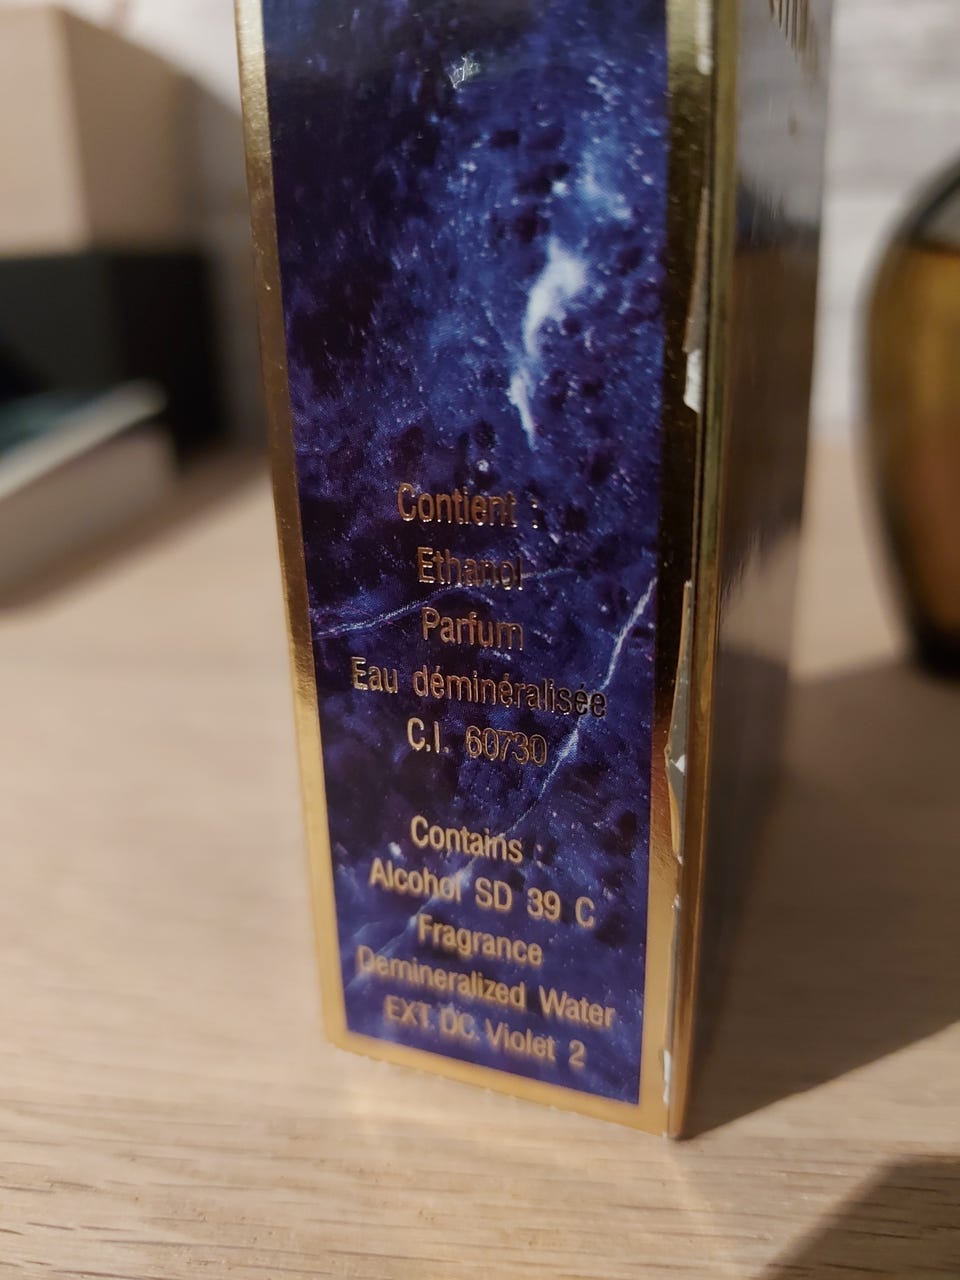 Contient :
Ethanol
Parfum
Eau déminéralisée
C.I. 60730
Contains :
Alcohol SD 39 C
Fragrance
Demineralized Water
EXT. DC. Violet 2